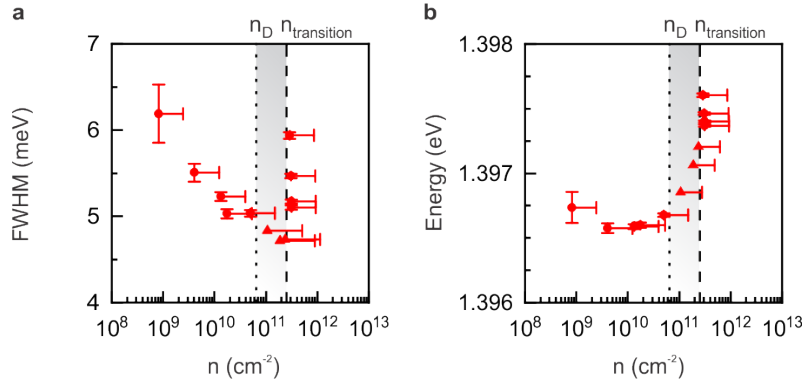 a
n_D n_transition
FWHM (meV)
7
6
5
4
10^8 10^9 10^10 10^11 10^12 10^13
n (cm^-2)
b
n_D n_transition
Energy (eV)
1.398
1.397
1.396
10^8 10^9 10^10 10^11 10^12 10^13
n (cm^-2)